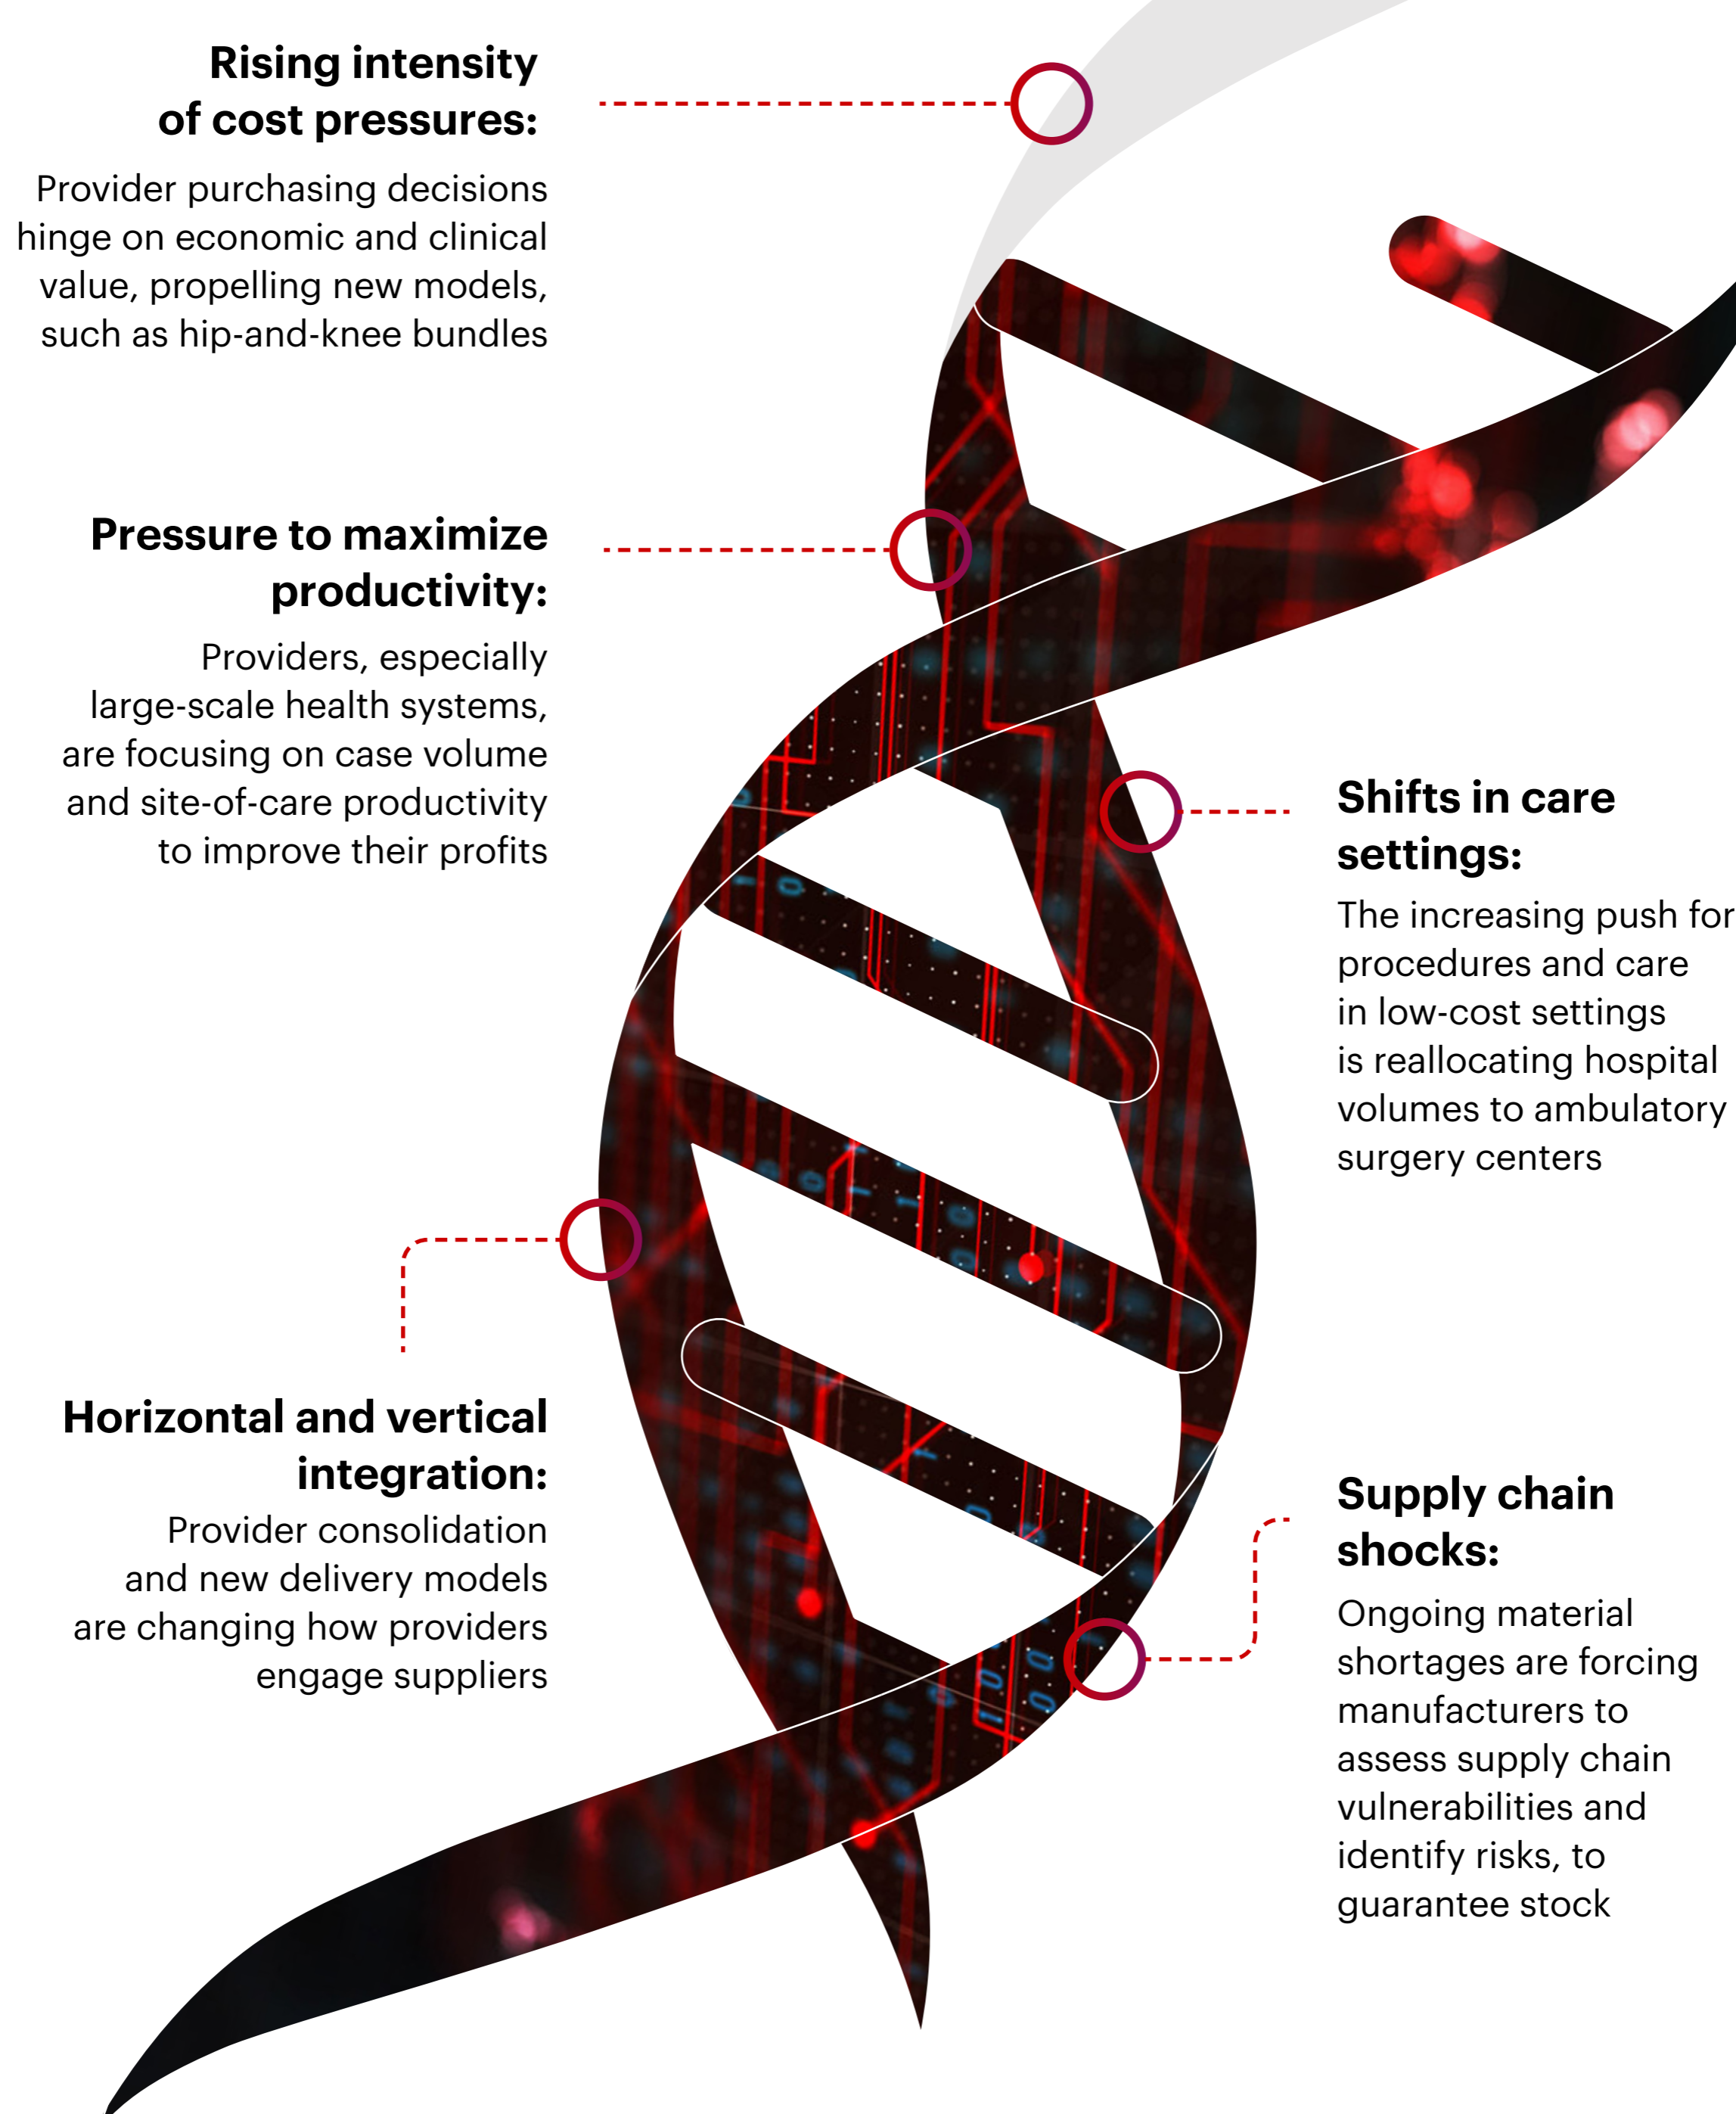 Rising intensity
of cost pressures:
Provider purchasing decisions
hinge on economic and clinical
value, propelling new models,
such as hip-and-knee bundles
Pressure to maximize
productivity:
Providers, especially
large-scale health systems,
are focusing on case volume
and site-of-care productivity
to improve their profits
Shifts in care
settings:
The increasing push for
procedures and care
in low-cost settings
is reallocating hospital
volumes to ambulatory
surgery centers
Horizontal and vertical
integration:
Provider consolidation
and new delivery models
are changing how providers
engage suppliers
Supply chain
shocks:
Ongoing material
shortages are forcing
manufacturers to
assess supply chain
vulnerabilities and
identify risks, to
guarantee stock